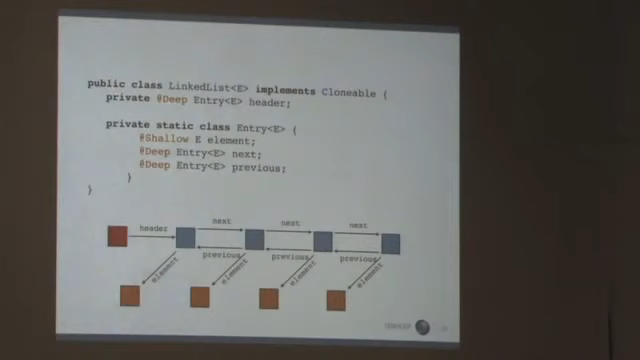 public class LinkedList<E> implements Cloneable {
private @Deep Entry<E> header;
private static class Entry<E> {
@Shallow E element;
@Deep Entry<E> next;
@Deep Entry<E> previous;
}
}
header next next next
previous previous previous
element element element element